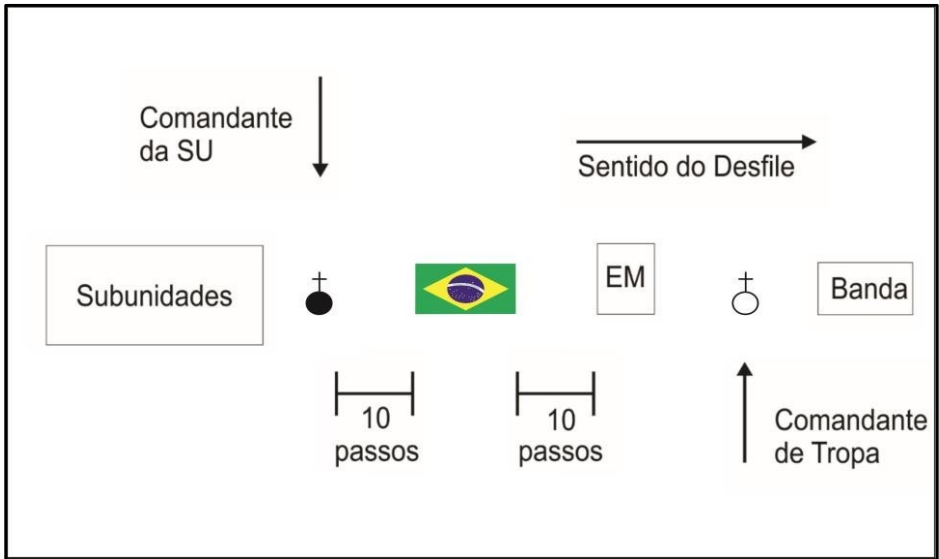 Comandante
da SU
Sentido do Desfile
Subunidades
EM
Banda
10
passos
10
passos
Comandante
de Tropa